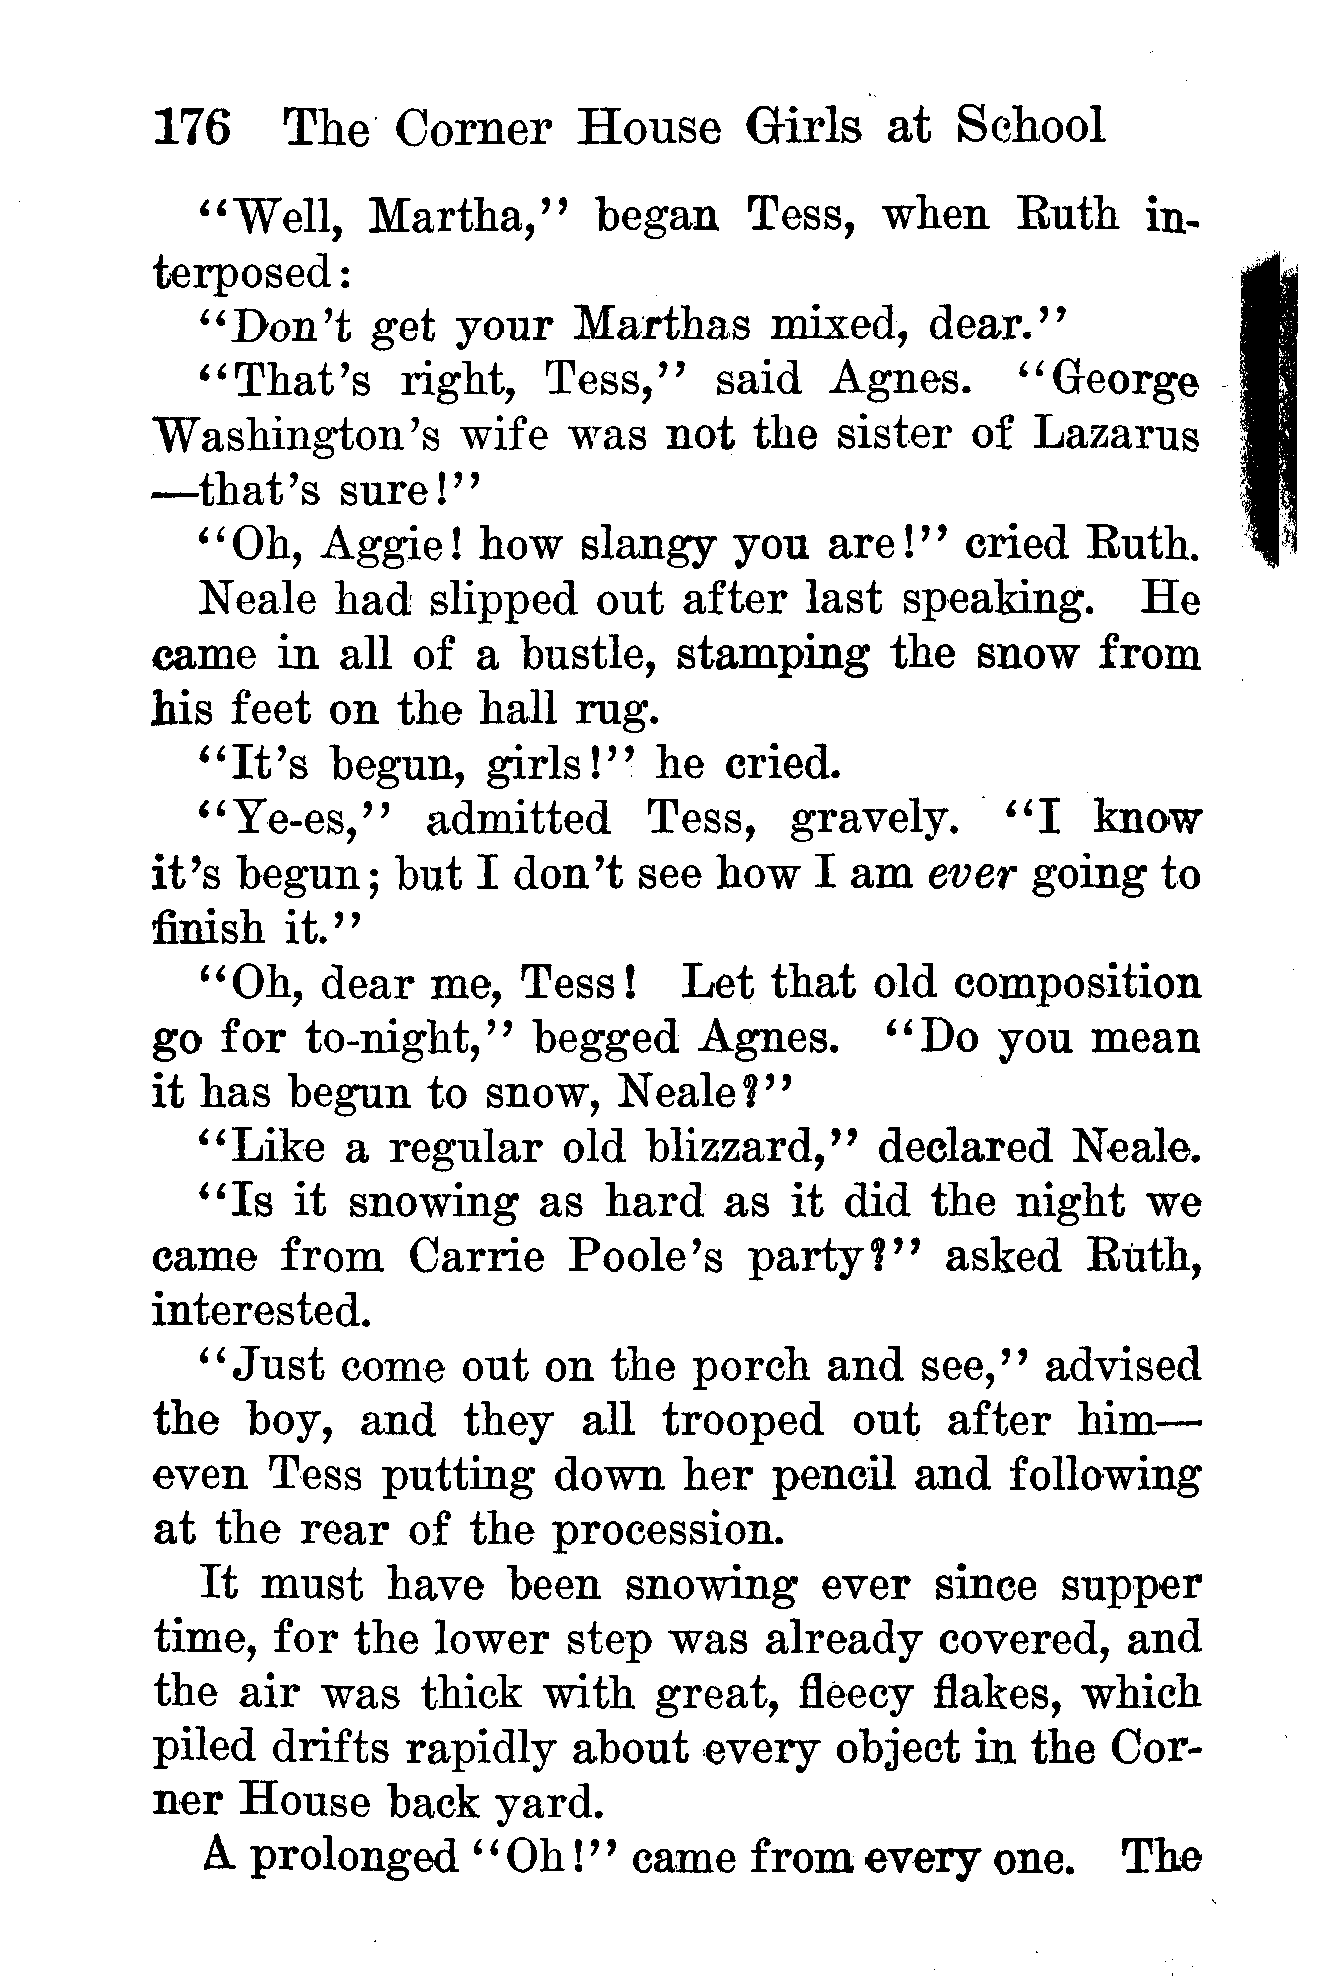 176 The Corner House Girls at School
“Well, Martha,” began Tess, when Ruth in-
terposed:
“Don’t get your Marthas mixed, dear.”
“That’s right, Tess,” said Agnes. “George
Washington’s wife was not the sister of Lazarus
—that’s sure!”
“Oh, Aggie! how slangy you are!” cried Ruth.
Neale had slipped out after last speaking. He
came in all of a bustle, stamping the snow from
his feet on the hall rug.
“It’s begun, girls!” he cried.
“Ye-es,” admitted Tess, gravely. “I know
it’s begun; but I don’t see how I am ever going to
finish it.”
“Oh, dear me, Tess! Let that old composition
go for to-night,” begged Agnes. “Do you mean
it has begun to snow, Neale?”
“Like a regular old blizzard,” declared Neale.
“Is it snowing as hard as it did the night we
came from Carrie Poole’s party?” asked Ruth,
interested.
“Just come out on the porch and see,” advised
the boy, and they all trooped out after him—
even Tess putting down her pencil and following
at the rear of the procession.
It must have been snowing ever since supper
time, for the lower step was already covered, and
the air was thick with great, fleecy flakes, which
piled drifts rapidly about every object in the Cor-
ner House back yard.
A prolonged “Oh!” came from every one. The